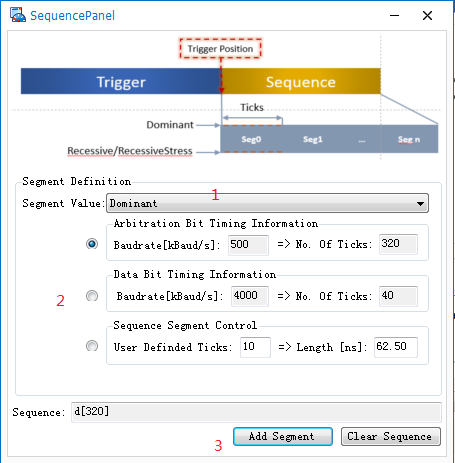 SequencePanel
Trigger Position
Trigger
Sequence
Ticks
Dominant
Seg0 Seg1 ... Seg n
Recessive/RecessiveStress
Segment Definition
1
Segment Value: Dominant
Arbitration Bit Timing Information
Baudrate[kBaud/s]: 500 => No. Of Ticks: 320
Data Bit Timing Information
2
Baudrate[kBaud/s]: 4000 => No. Of Ticks: 40
Sequence Segment Control
User Definded Ticks: 10 => Length [ns]: 62.50
Sequence: d[320]
3
Add Segment Clear Sequence